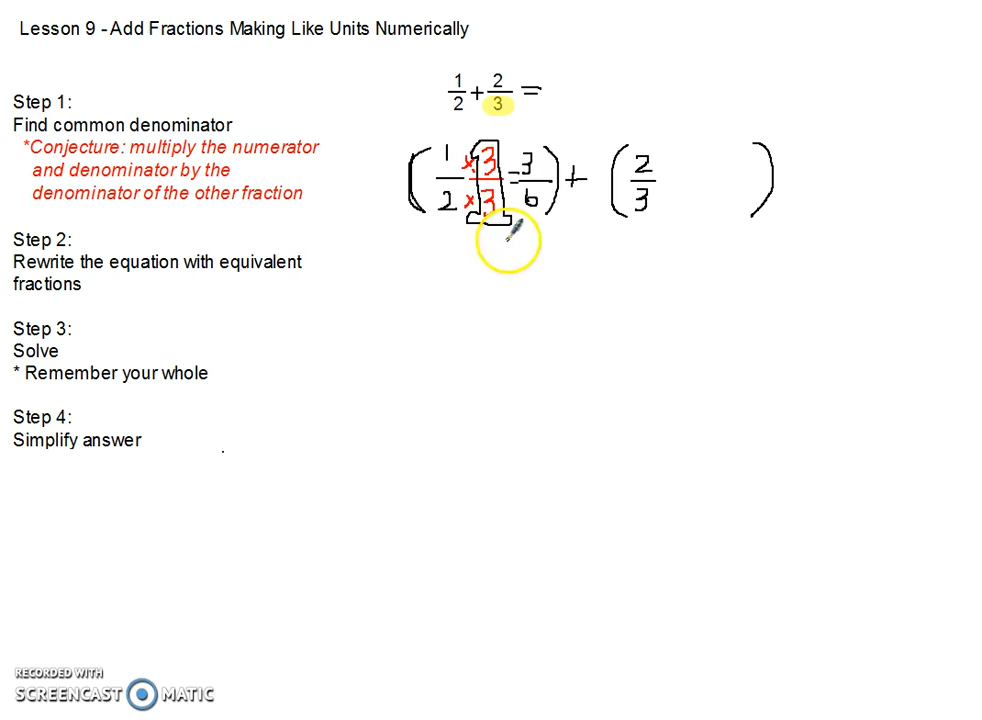 Lesson 9 - Add Fractions Making Like Units Numerically
1/2 + 2/3 =
Step 1:
Find common denominator
*Conjecture: multiply the numerator
and denominator by the
denominator of the other fraction
(1/2 × 3/3 = 3/6) + (2/3 )
Step 2:
Rewrite the equation with equivalent
fractions
Step 3:
Solve
* Remember your whole
Step 4:
Simplify answer
RECORDED WITH
SCREENCAST MATIC